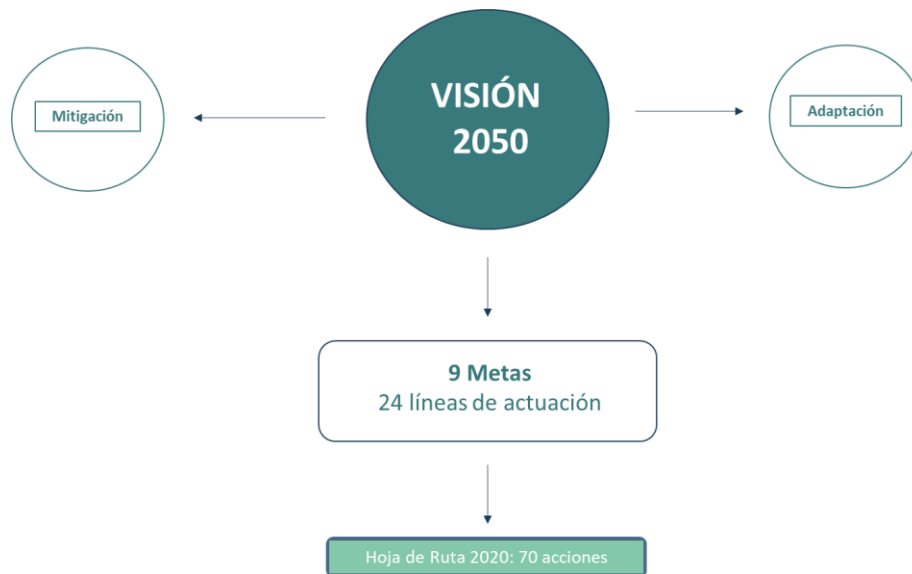 VISIÓN
2050
Mitigación
Adaptación
9 Metas
24 líneas de actuación
Hoja de Ruta 2020: 70 acciones